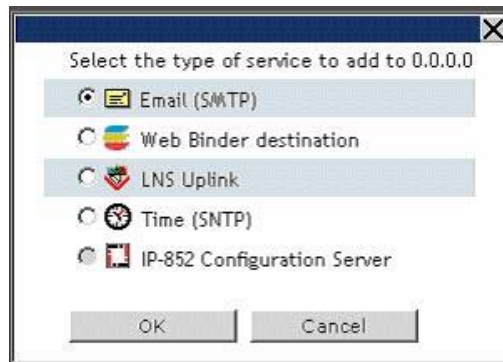 Select the type of service to add to 0.0.0.0
Email (SMTP)
Web Binder destination
LNS Uplink
Time (SNTP)
IP-852 Configuration Server
OK Cancel